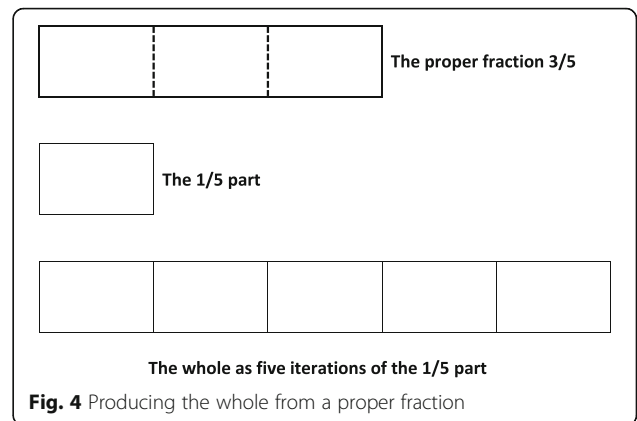 The proper fraction 3/5
The 1/5 part
The whole as five iterations of the 1/5 part
Fig. 4 Producing the whole from a proper fraction